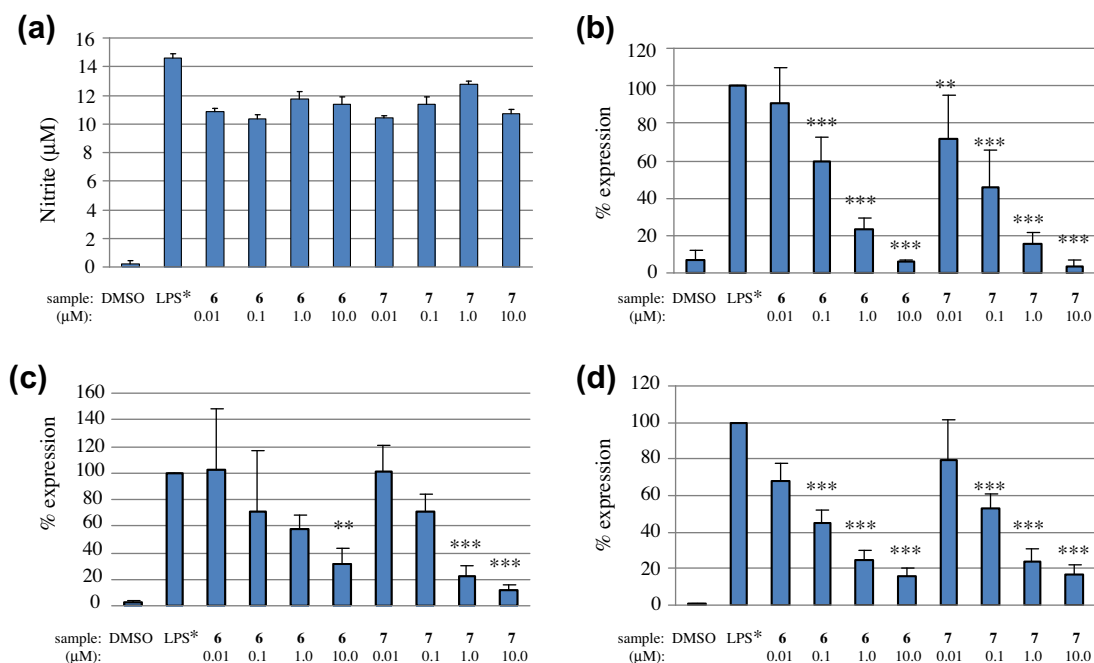 (a)
Nitrite (μM)
16
14
12
10
8
6
4
2
0
sample: DMSO LPS* 6 6 6 6 7 7 7 7
(μM): 0.01 0.1 1.0 10.0 0.01 0.1 1.0 10.0
(b)
% expression
120
100
80
60
40
20
0
*** *** *** ** *** *** ***
sample: DMSO LPS* 6 6 6 6 7 7 7 7
(μM): 0.01 0.1 1.0 10.0 0.01 0.1 1.0 10.0
(c)
% expression
160
140
120
100
80
60
40
20
0
** *** ***
sample: DMSO LPS* 6 6 6 6 7 7 7 7
(μM): 0.01 0.1 1.0 10.0 0.01 0.1 1.0 10.0
(d)
% expression
120
100
80
60
40
20
0
*** *** *** *** *** ***
sample: DMSO LPS* 6 6 6 6 7 7 7 7
(μM): 0.01 0.1 1.0 10.0 0.01 0.1 1.0 10.0